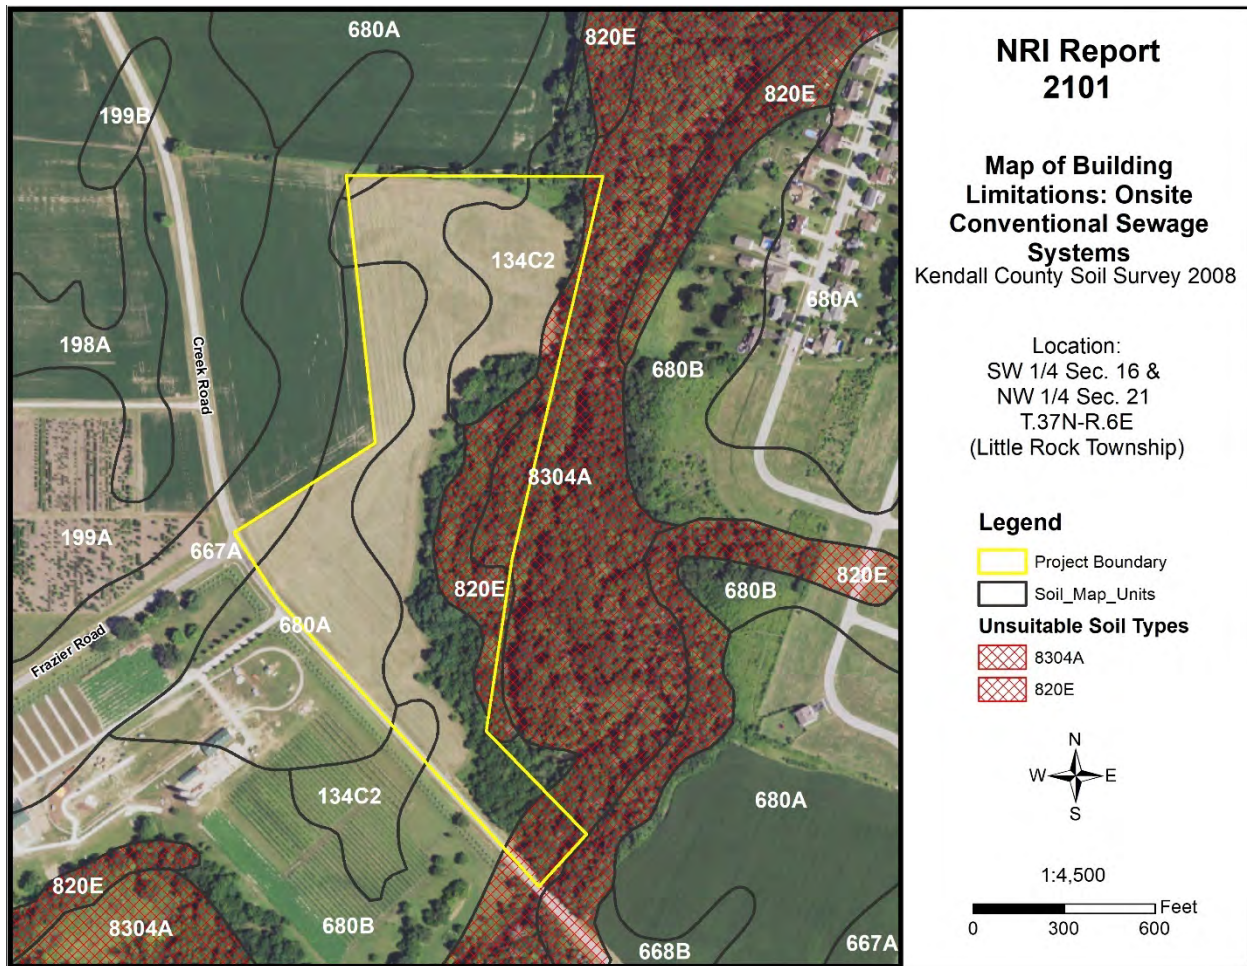 680A
820E
820E
199B
134C2
680A
198A
Creek Road
680B
8304A
199A
667A
820E
820E
680B
680A
Frazier Road
134C2
680A
820E
680B
8304A
668B
667A
NRI Report
2101
Map of Building
Limitations: Onsite
Conventional Sewage
Systems
Kendall County Soil Survey 2008
Location:
SW 1/4 Sec. 16 &
NW 1/4 Sec. 21
T.37N-R.6E
(Little Rock Township)
Legend
Project Boundary
Soil_Map_Units
Unsuitable Soil Types
8304A
820E
N
W E
S
1:4,500
Feet
0 300 600